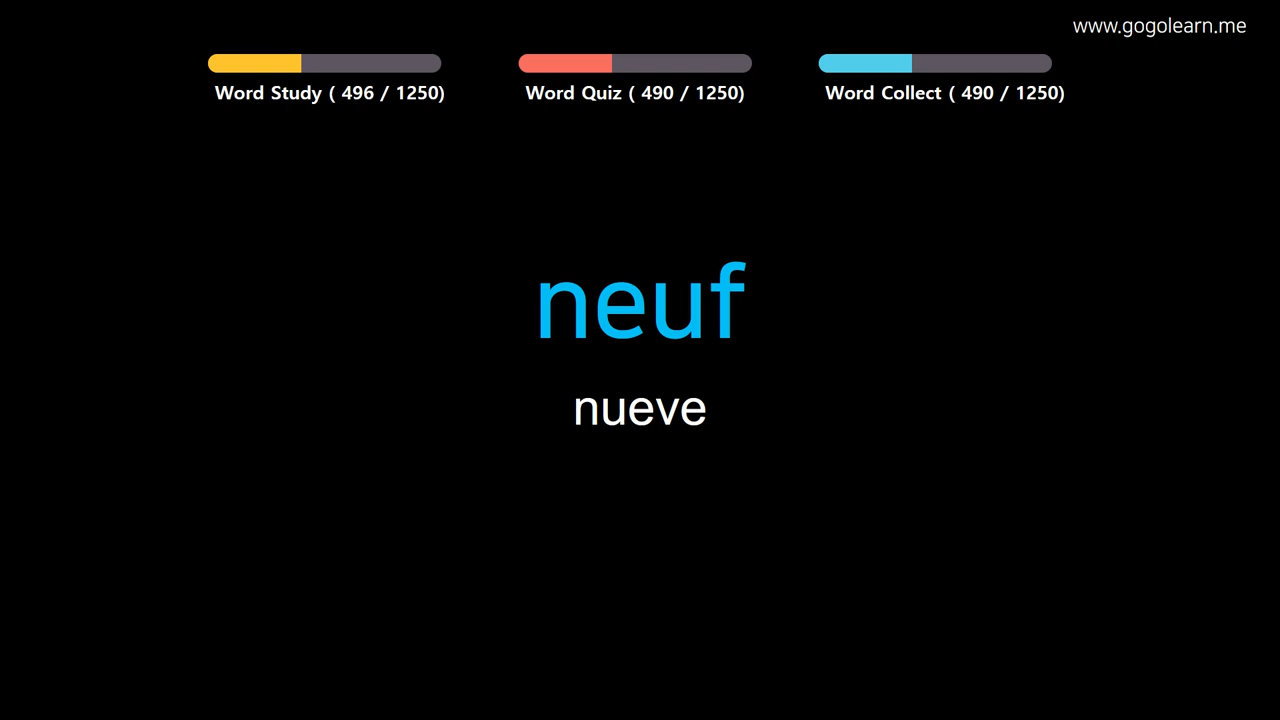 www.gogolearn.me
Word Study ( 496 / 1250)
Word Quiz ( 490 / 1250)
Word Collect ( 490 / 1250)
neuf
nueve